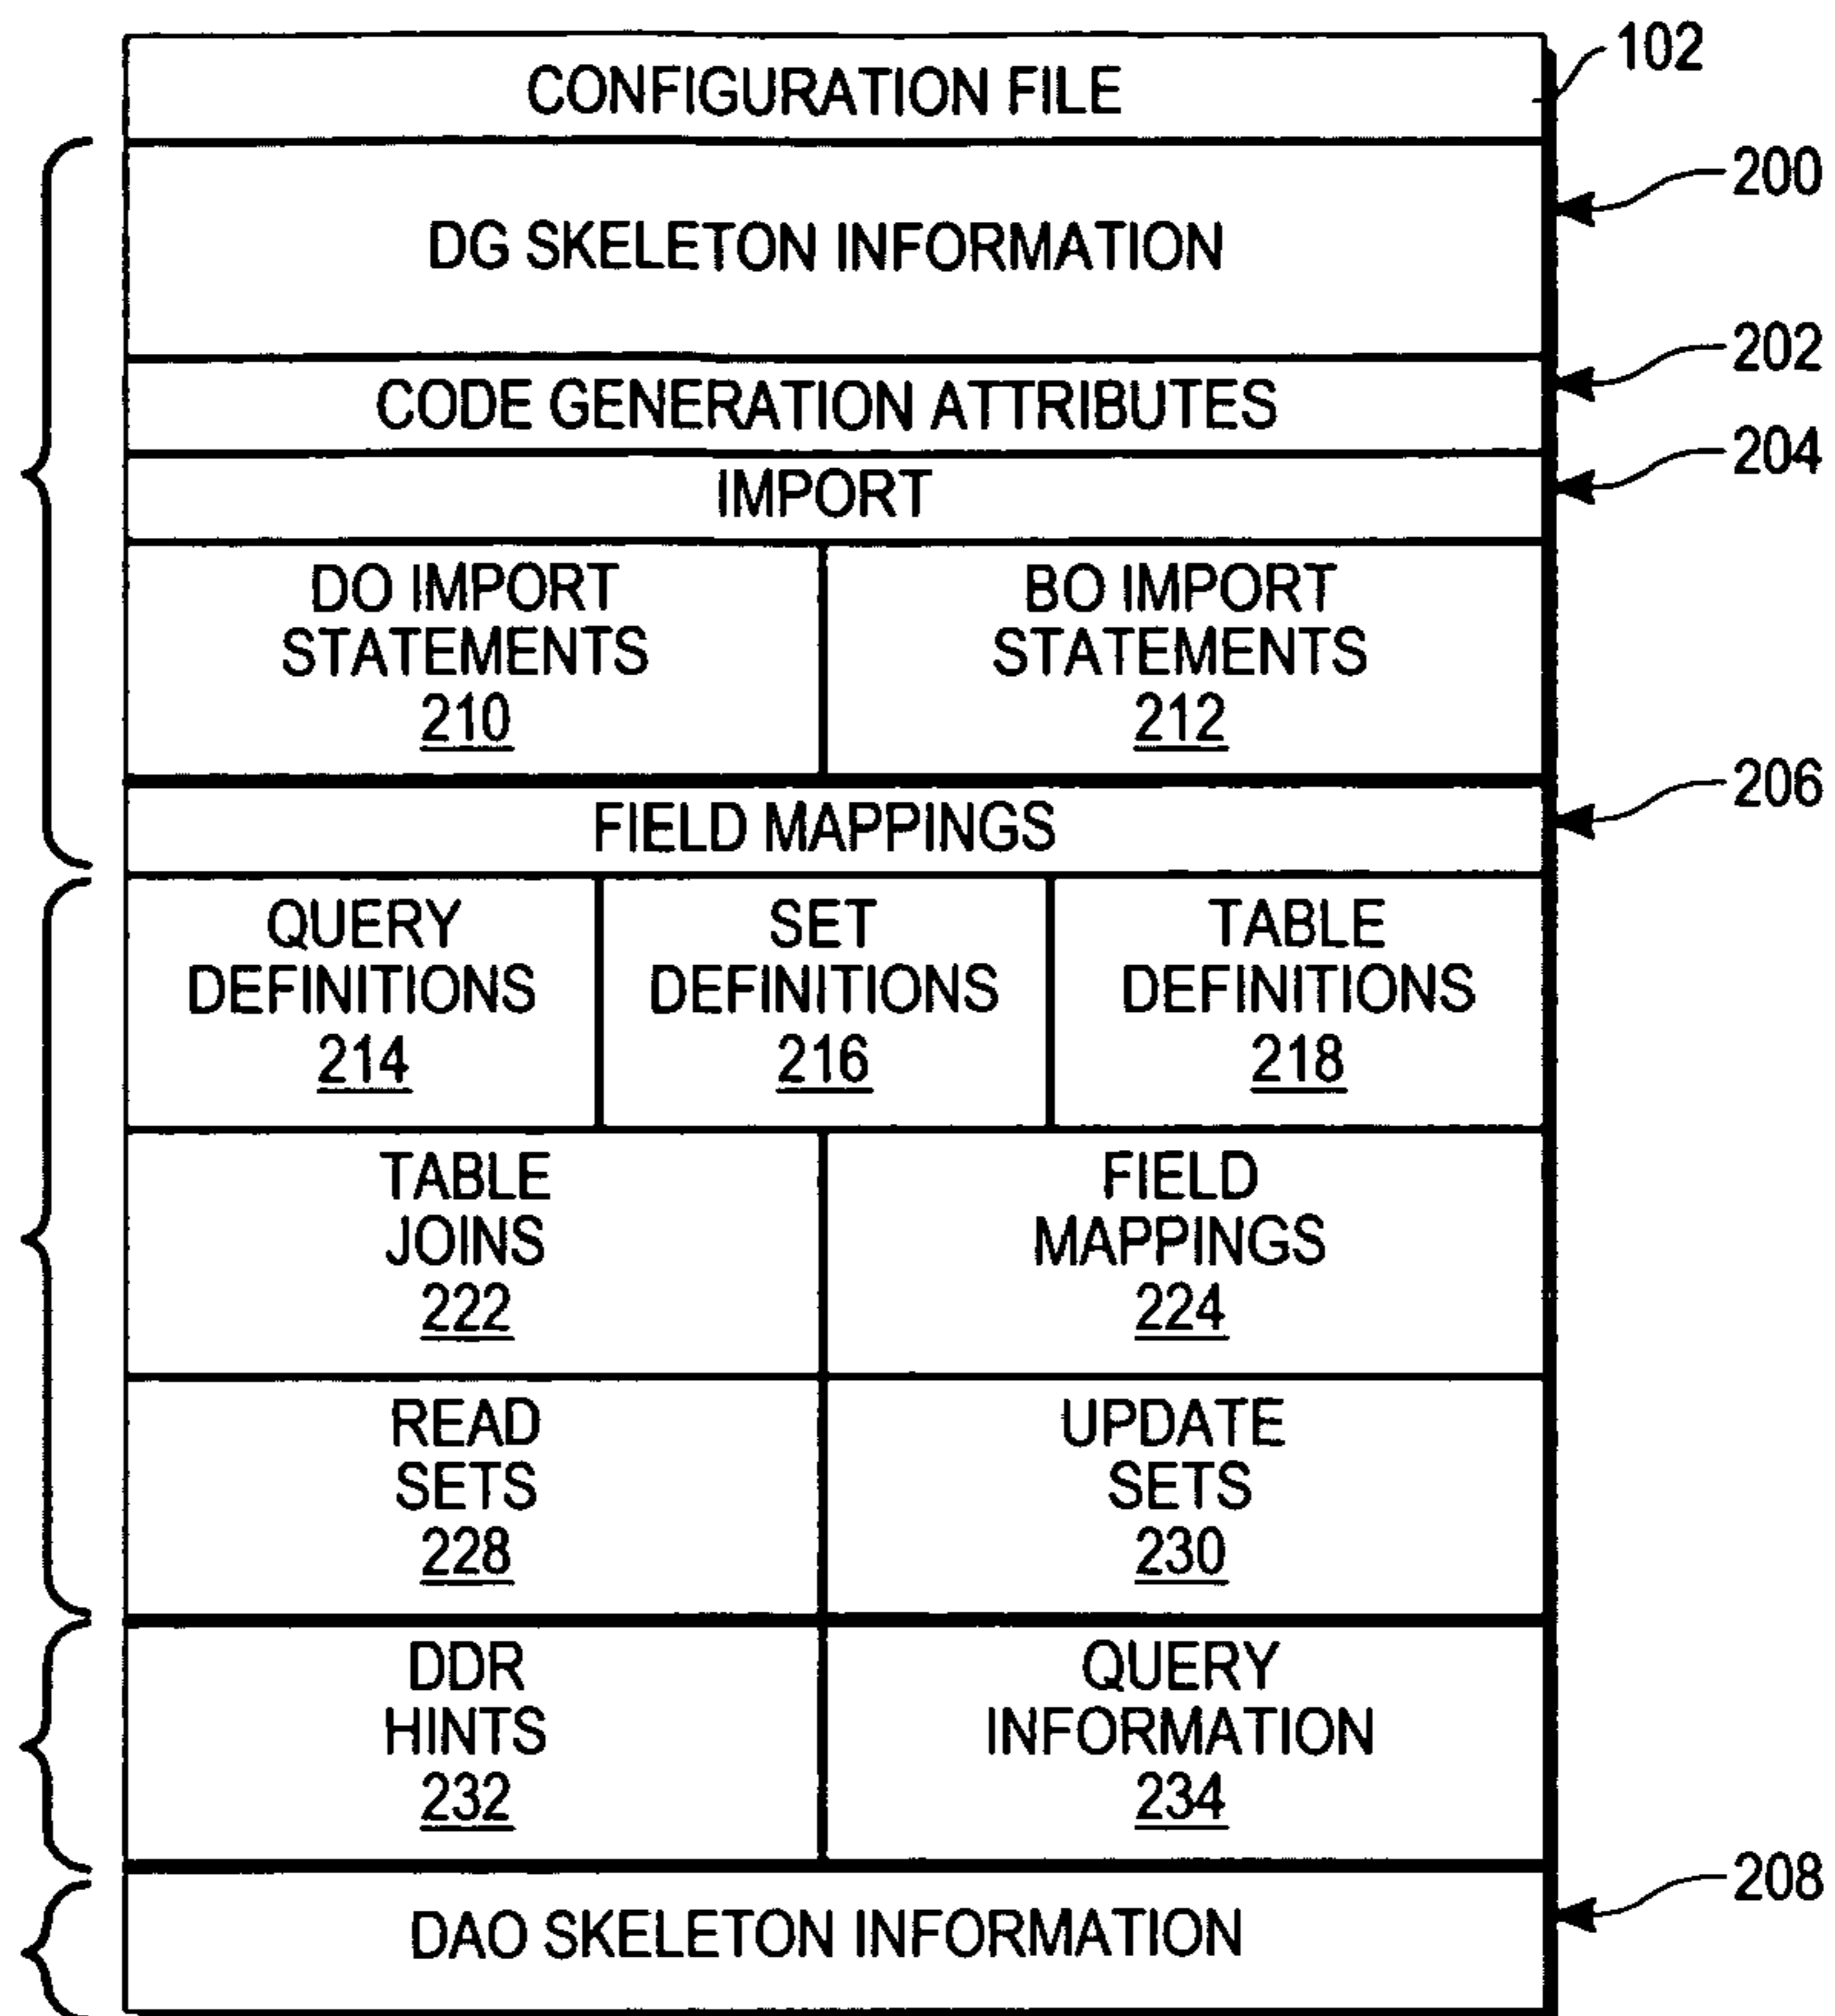 CONFIGURATION FILE
102
DG SKELETON INFORMATION
200
CODE GENERATION ATTRIBUTES
202
IMPORT
204
DO IMPORT
STATEMENTS
210
BO IMPORT
STATEMENTS
212
FIELD MAPPINGS
206
QUERY
DEFINITIONS
214
SET
DEFINITIONS
216
TABLE
DEFINITIONS
218
TABLE
JOINS
222
FIELD
MAPPINGS
224
READ
SETS
228
UPDATE
SETS
230
DDR
HINTS
232
QUERY
INFORMATION
234
DAO SKELETON INFORMATION
208